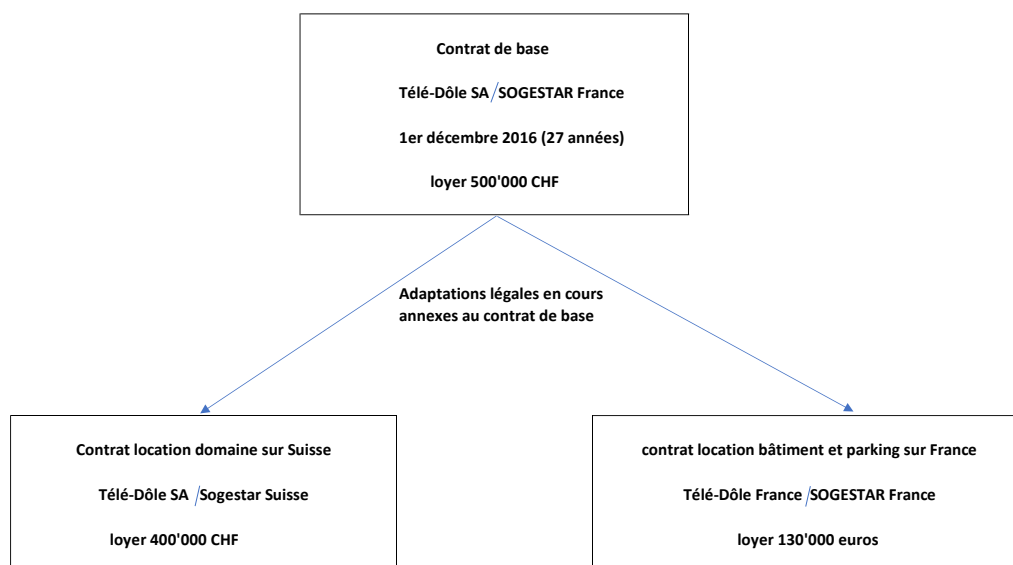 Contrat de base
Télé-Dôle SA /SOGESTAR France
1er décembre 2016 (27 années)
loyer 500'000 CHF
Adaptations légales en cours
annexes au contrat de base
Contrat location domaine sur Suisse
Télé-Dôle SA /Sogestar Suisse
loyer 400'000 CHF
contrat location bâtiment et parking sur France
Télé-Dôle France /SOGESTAR France
loyer 130'000 euros